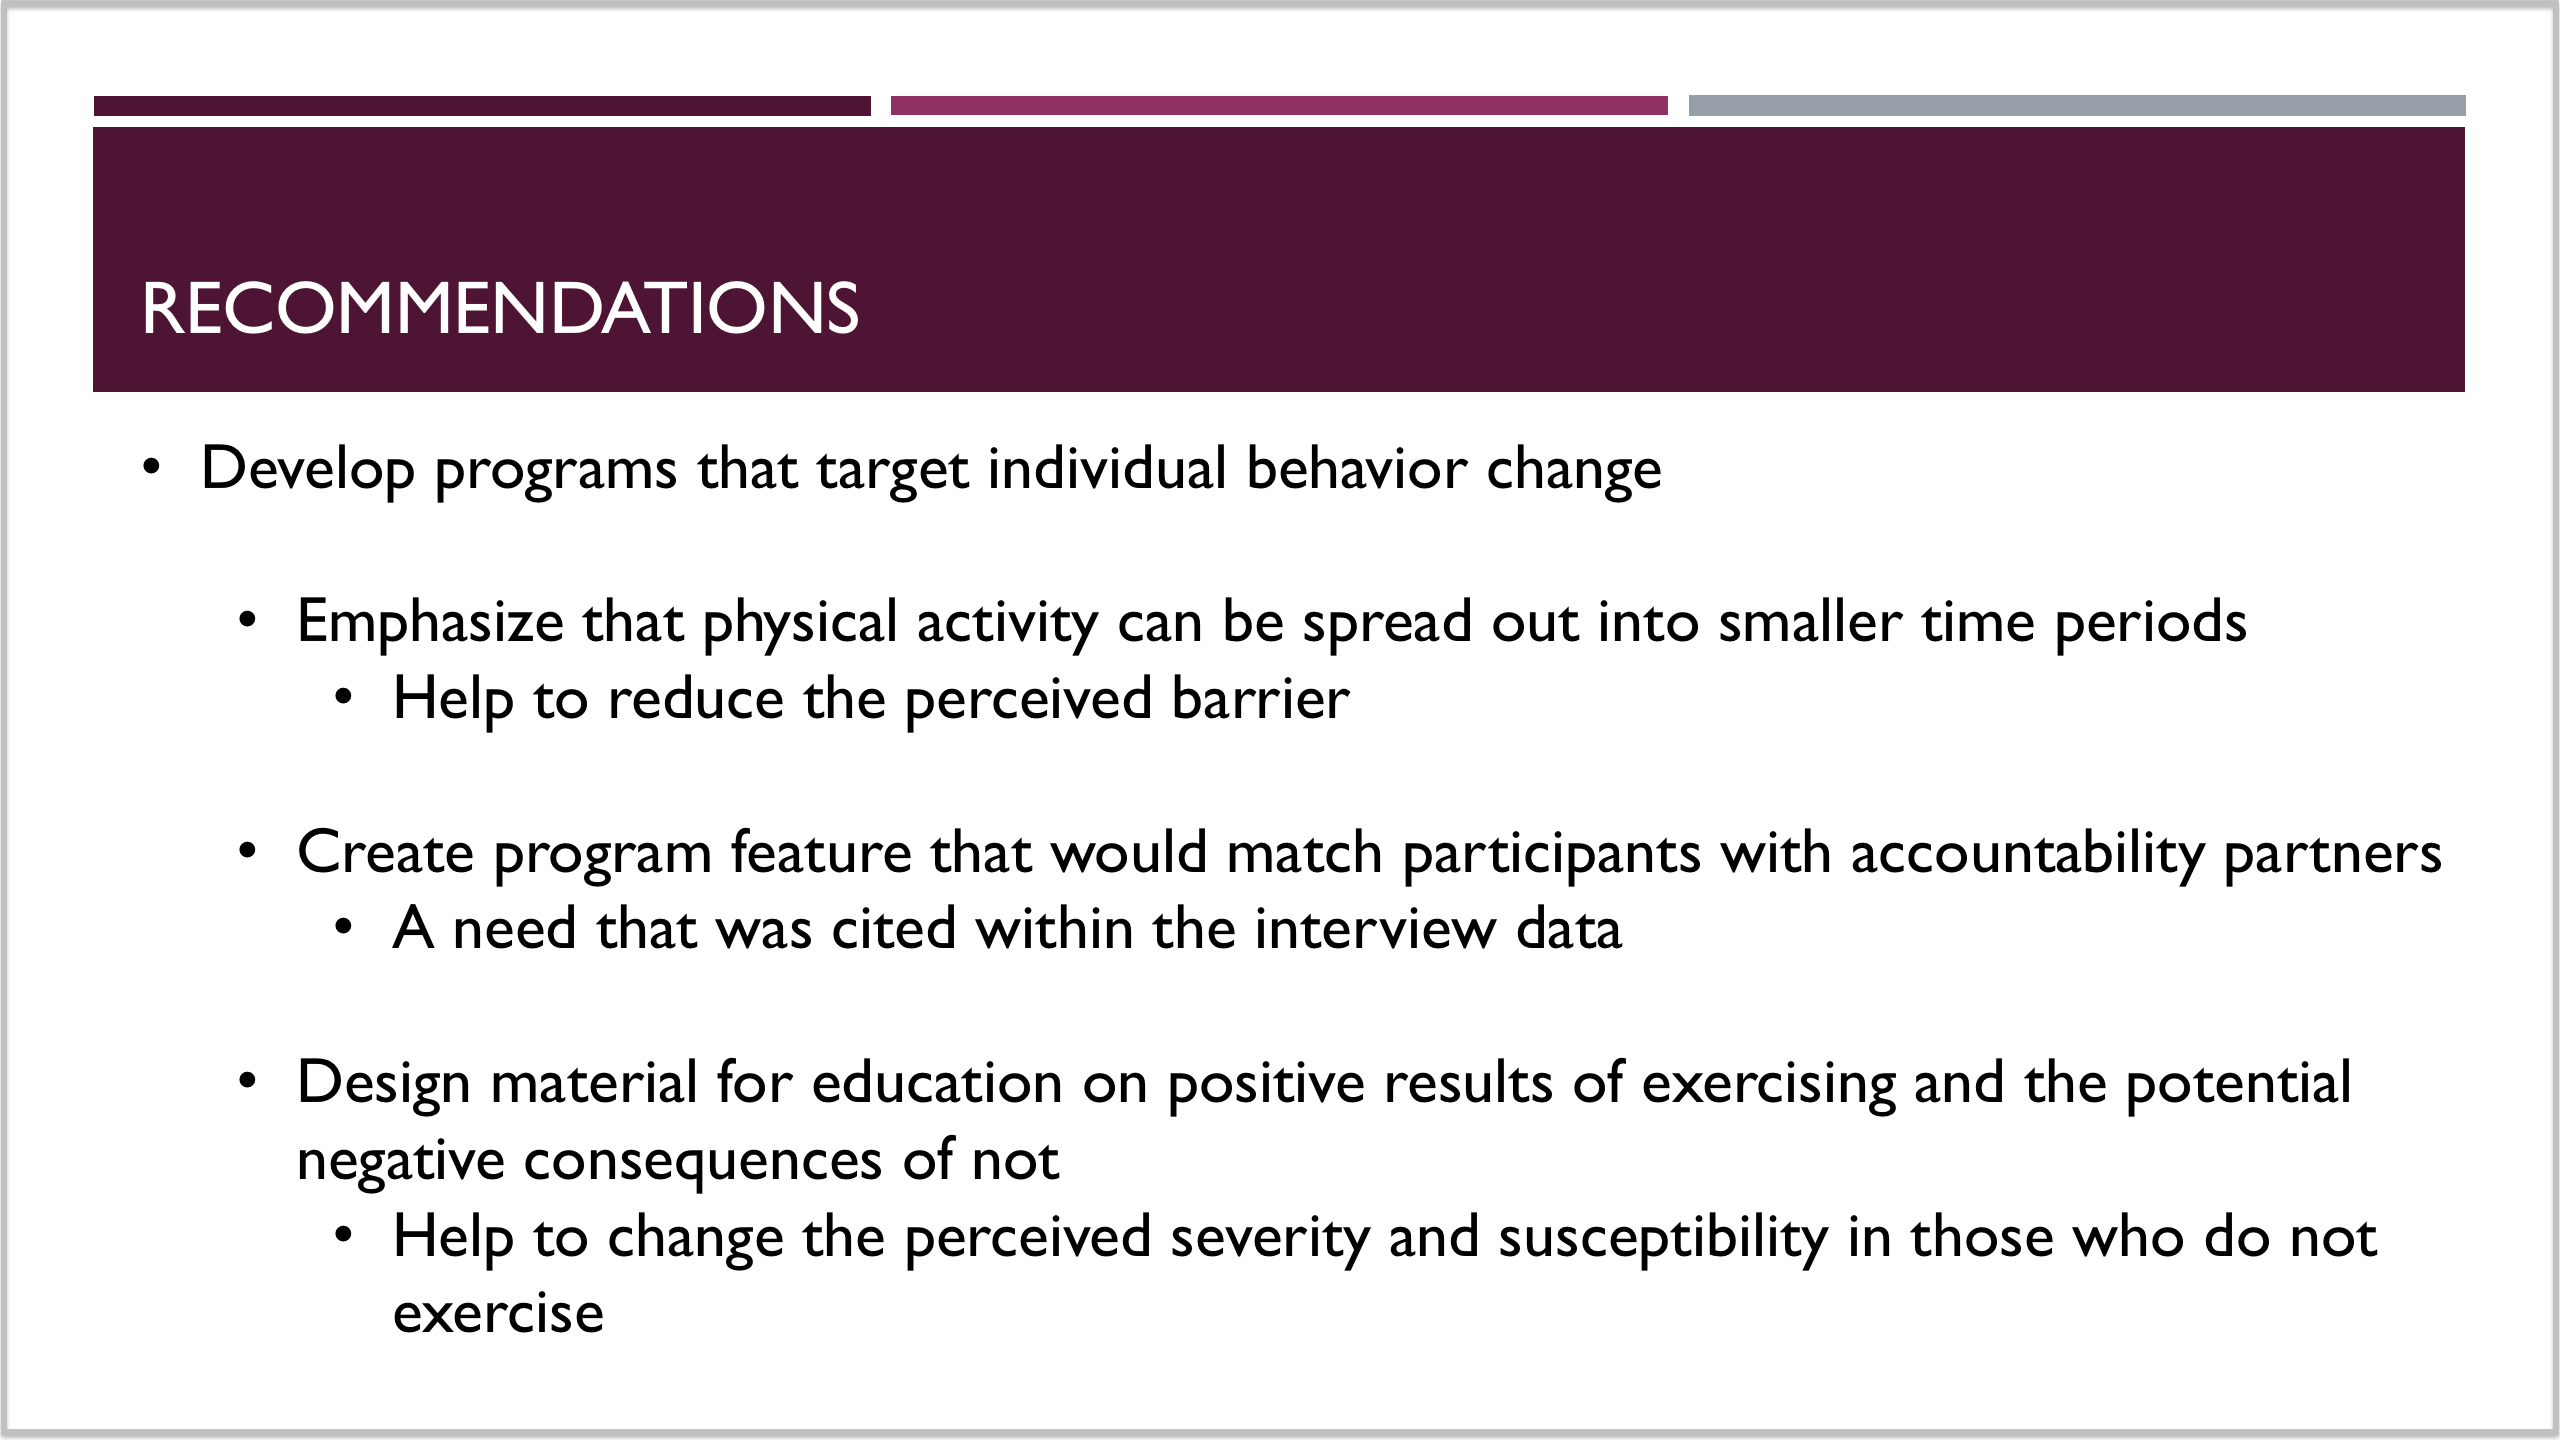 RECOMMENDATIONS
• Develop programs that target individual behavior change
• Emphasize that physical activity can be spread out into smaller time periods
• Help to reduce the perceived barrier
• Create program feature that would match participants with accountability partners
• A need that was cited within the interview data
• Design material for education on positive results of exercising and the potential
negative consequences of not
• Help to change the perceived severity and susceptibility in those who do not
exercise